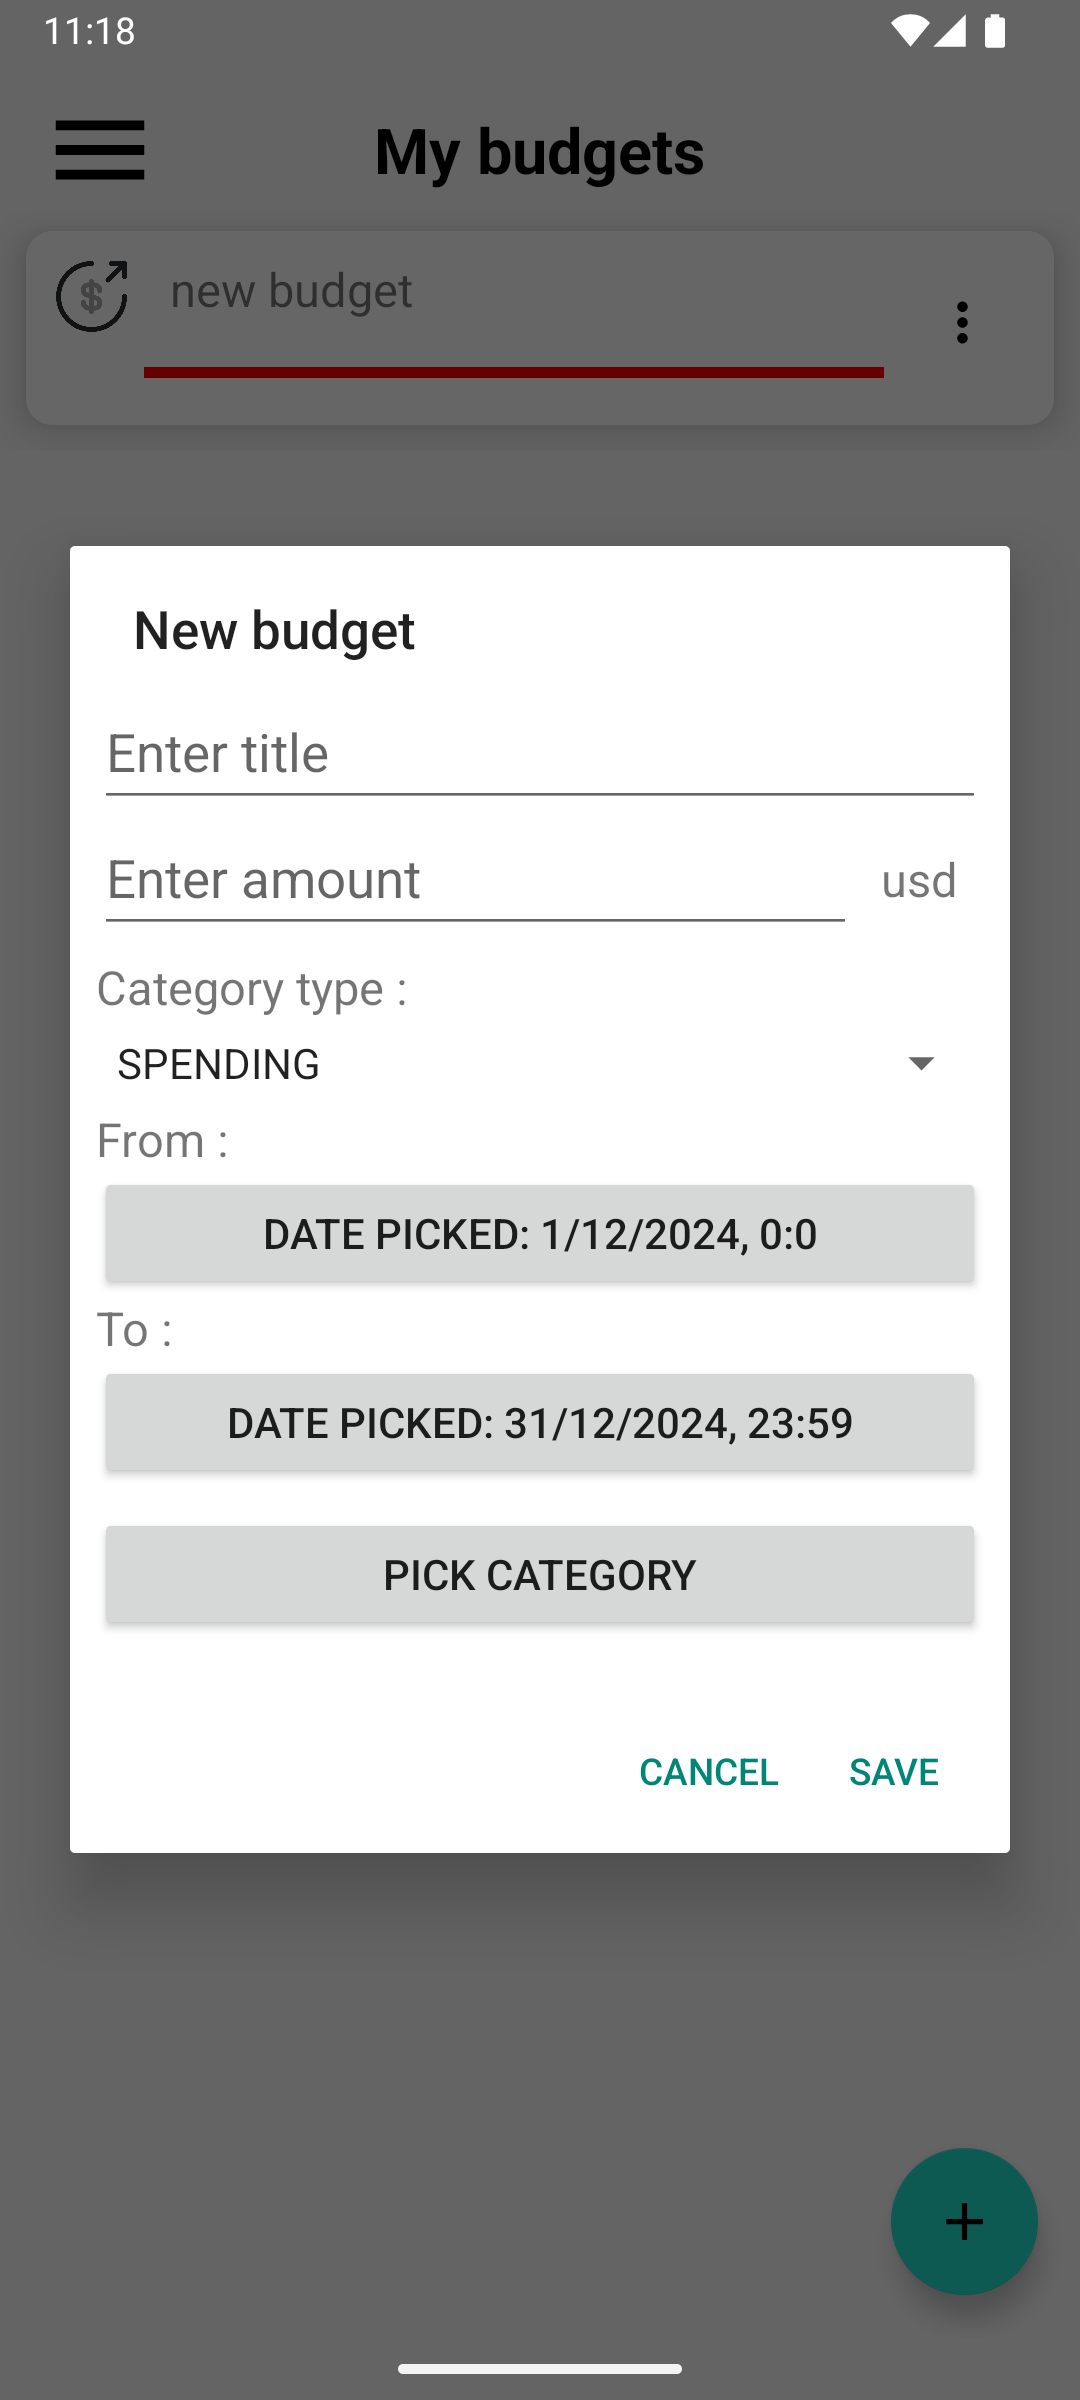 11:18
My budgets
new budget
New budget
Enter title
Enter amount
usd
Category type :
SPENDING
From :
DATE PICKED: 1/12/2024, 0:0
To :
DATE PICKED: 31/12/2024, 23:59
PICK CATEGORY
CANCEL SAVE